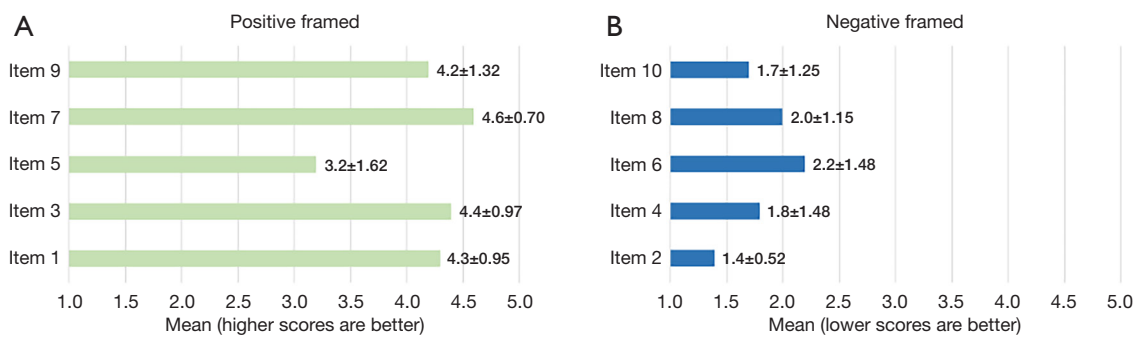 A
Positive framed
Item 9
4.2±1.32
Item 7
4.6±0.70
Item 5
3.2±1.62
Item 3
4.4±0.97
Item 1
4.3±0.95
1.0 1.5 2.0 2.5 3.0 3.5 4.0 4.5 5.0
Mean (higher scores are better)
B
Negative framed
Item 10
1.7±1.25
Item 8
2.0±1.15
Item 6
2.2±1.48
Item 4
1.8±1.48
Item 2
1.4±0.52
1.0 1.5 2.0 2.5 3.0 3.5 4.0 4.5 5.0
Mean (lower scores are better)